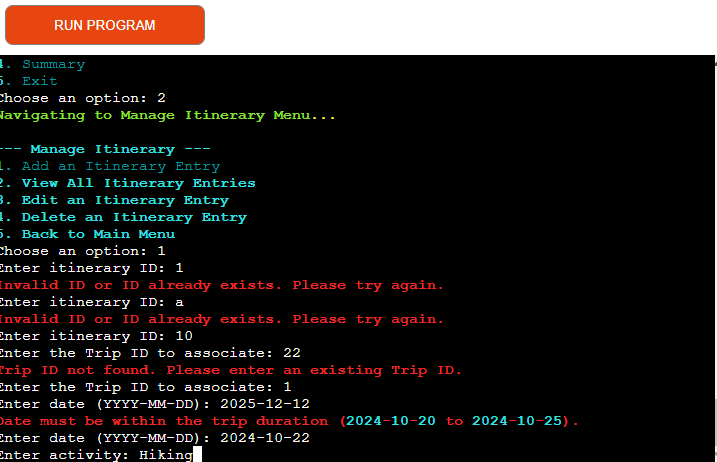 RUN PROGRAM
4. Summary
5. Exit
Choose an option: 2
Navigating to Manage Itinerary Menu...
--- Manage Itinerary ---
1. Add an Itinerary Entry
2. View All Itinerary Entries
3. Edit an Itinerary Entry
4. Delete an Itinerary Entry
5. Back to Main Menu
Choose an option: 1
Enter itinerary ID: 1
Invalid ID or ID already exists. Please try again.
Enter itinerary ID: a
Invalid ID or ID already exists. Please try again.
Enter itinerary ID: 10
Enter the Trip ID to associate: 22
Trip ID not found. Please enter an existing Trip ID.
Enter the Trip ID to associate: 1
Enter date (YYYY-MM-DD): 2025-12-12
Date must be within the trip duration (2024-10-20 to 2024-10-25).
Enter date (YYYY-MM-DD): 2024-10-22
Enter activity: Hiking